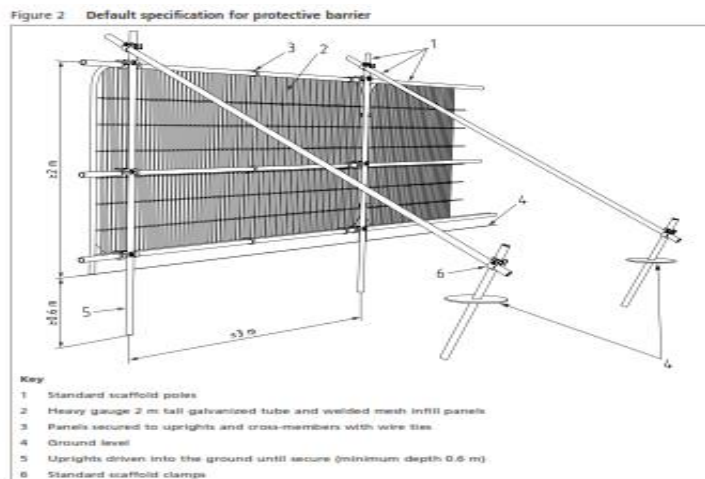 Figure 2 Default specification for protective barrier
3
2
1
≥2 m
4
6
≥0.6 m
5
≤3 m
4
Key
1 Standard scaffold poles
2 Heavy gauge 2 m tall galvanized tube and welded mesh infill panels
3 Panels secured to uprights and cross-members with wire ties
4 Ground level
5 Uprights driven into the ground until secure (minimum depth 0.6 m)
6 Standard scaffold clamps